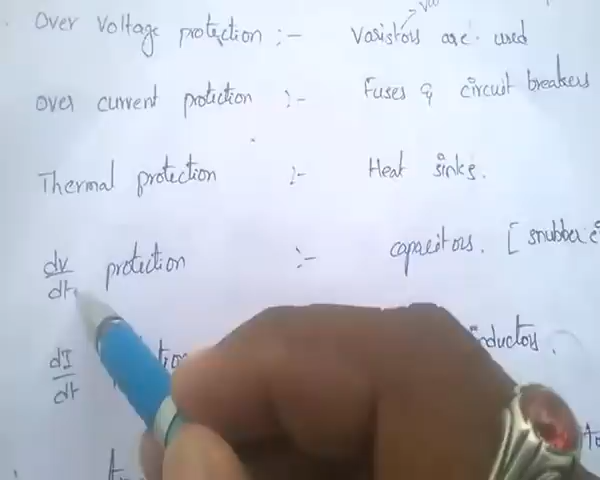 Over Voltage protection :- Varistors are used
Over current protection :- Fuses & circuit breakers
Thermal protection :- Heat sinks.
dv/dt protection :- capacitors. [snubber
dI/dt